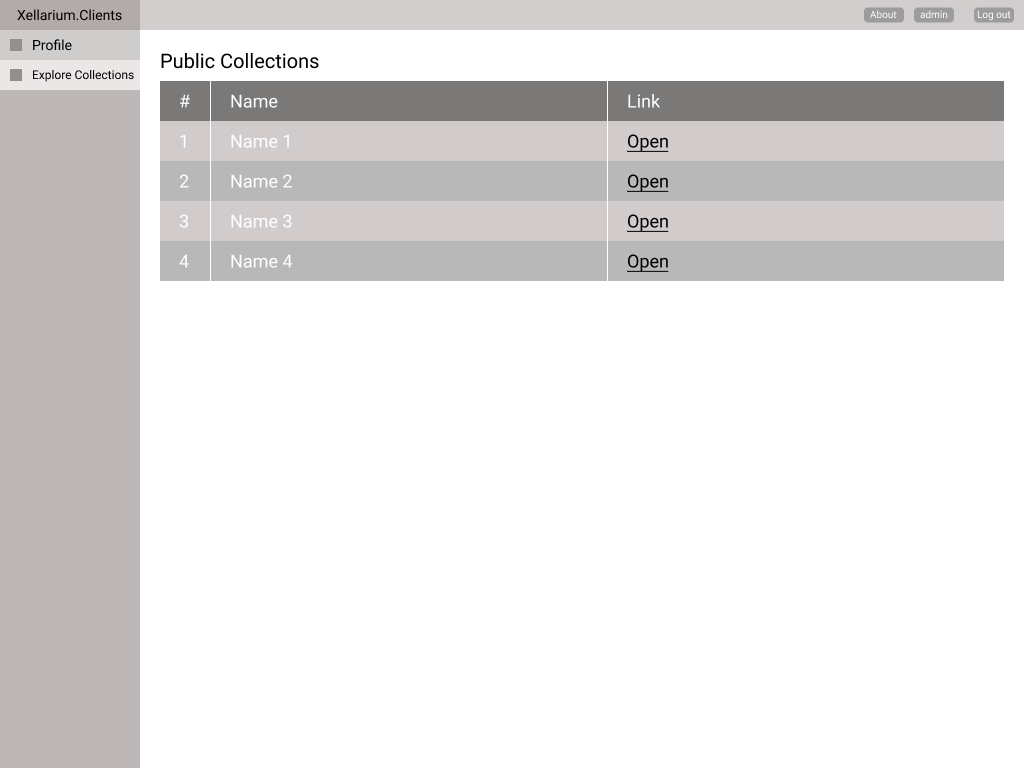 Xellarium.Clients
About admin Log out
Profile
Explore Collections
Public Collections
# Name Link
1 Name 1 Open
2 Name 2 Open
3 Name 3 Open
4 Name 4 Open